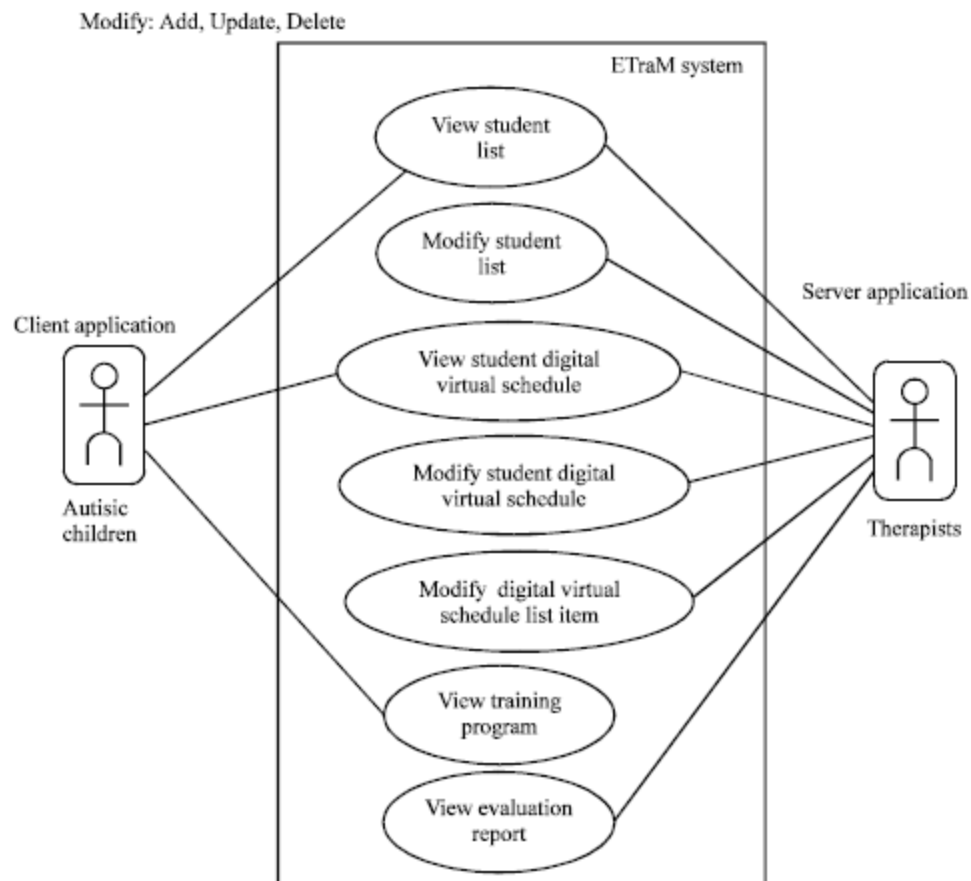 Modify: Add, Update, Delete
ETraM system
View student
list
Modify student
list
Server application
Client application
View student digital
virtual schedule
Modify student digital
virtual schedule
Autisic
children
Therapists
Modify digital virtual
schedule list item
View training
program
View evaluation
report